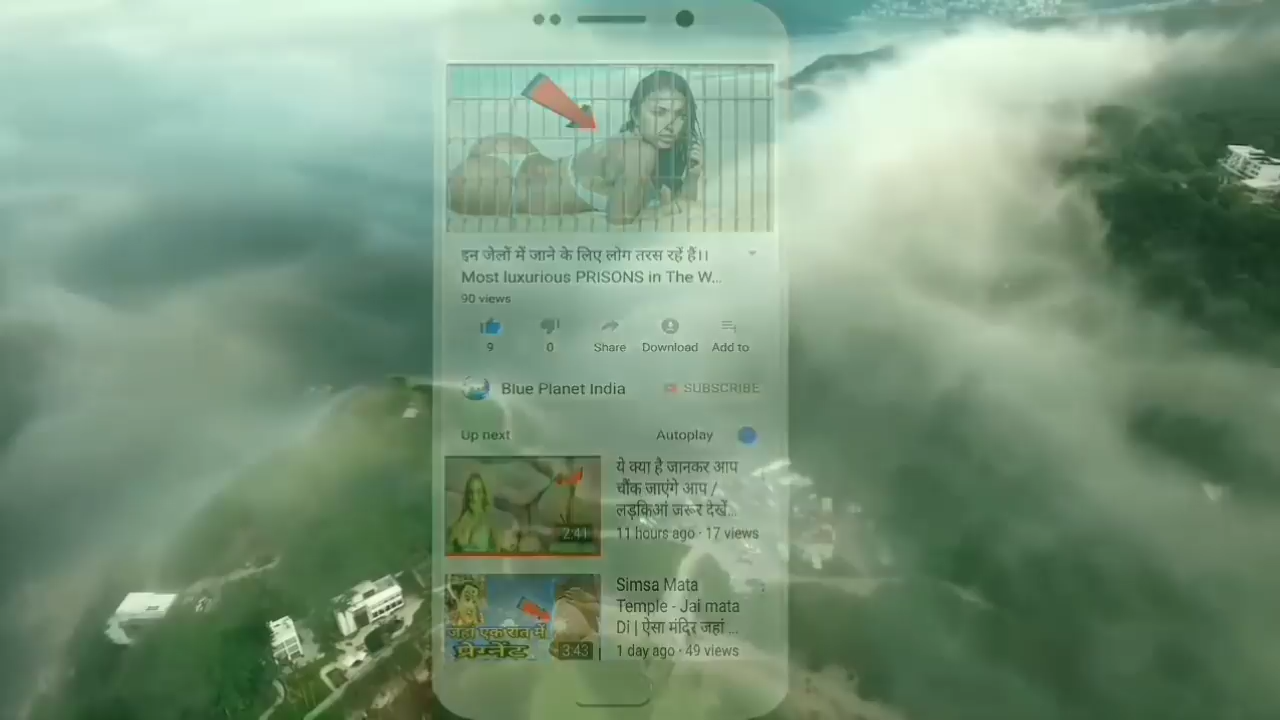 इन जेलों में जाने के लिए लोग तरस रहें हैं।।
Most luxurious PRISONS in The W...
90 views
9
0
Share
Download
Add to
Blue Planet India
SUBSCRIBE
Up next
Autoplay
ये क्या है जानकर आप
चौंक जाएंगे आप /
लड़किआं जरूर देखें...
11 hours ago · 17 views
2:41
Simsa Mata
Temple - Jai mata
Di | ऐसा मंदिर जहां ...
1 day ago · 49 views
जहां एक रात में
प्रेग्नेंट
3:43